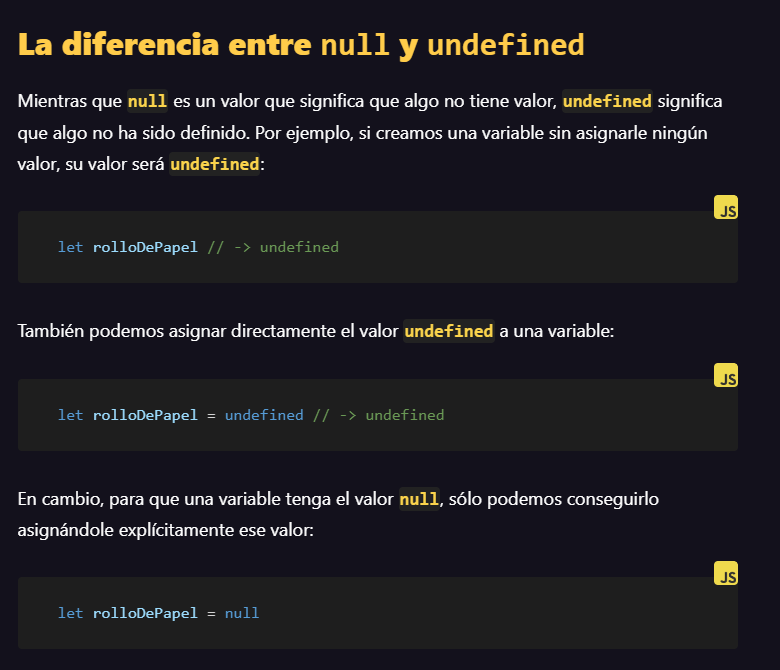 La diferencia entre null y undefined
Mientras que null es un valor que significa que algo no tiene valor, undefined significa
que algo no ha sido definido. Por ejemplo, si creamos una variable sin asignarle ningún
valor, su valor será undefined:
JS
let rolloDePapel // -> undefined
También podemos asignar directamente el valor undefined a una variable:
JS
let rolloDePapel = undefined // -> undefined
En cambio, para que una variable tenga el valor null, sólo podemos conseguirlo
asignándole explícitamente ese valor:
JS
let rolloDePapel = null